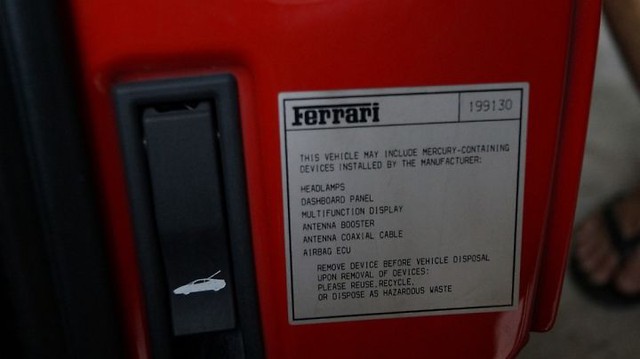 Ferrari 199130
THIS VEHICLE MAY INCLUDE MERCURY-CONTAINING
DEVICES INSTALLED BY THE MANUFACTURER:
HEADLAMPS
DASHBOARD PANEL
MULTIFUNCTION DISPLAY
ANTENNA BOOSTER
ANTENNA COAXIAL CABLE
AIRBAG ECU
REMOVE DEVICE BEFORE VEHICLE DISPOSAL
UPON REMOVAL OF DEVICES:
PLEASE REUSE,RECYCLE,
OR DISPOSE AS HAZARDOUS WASTE